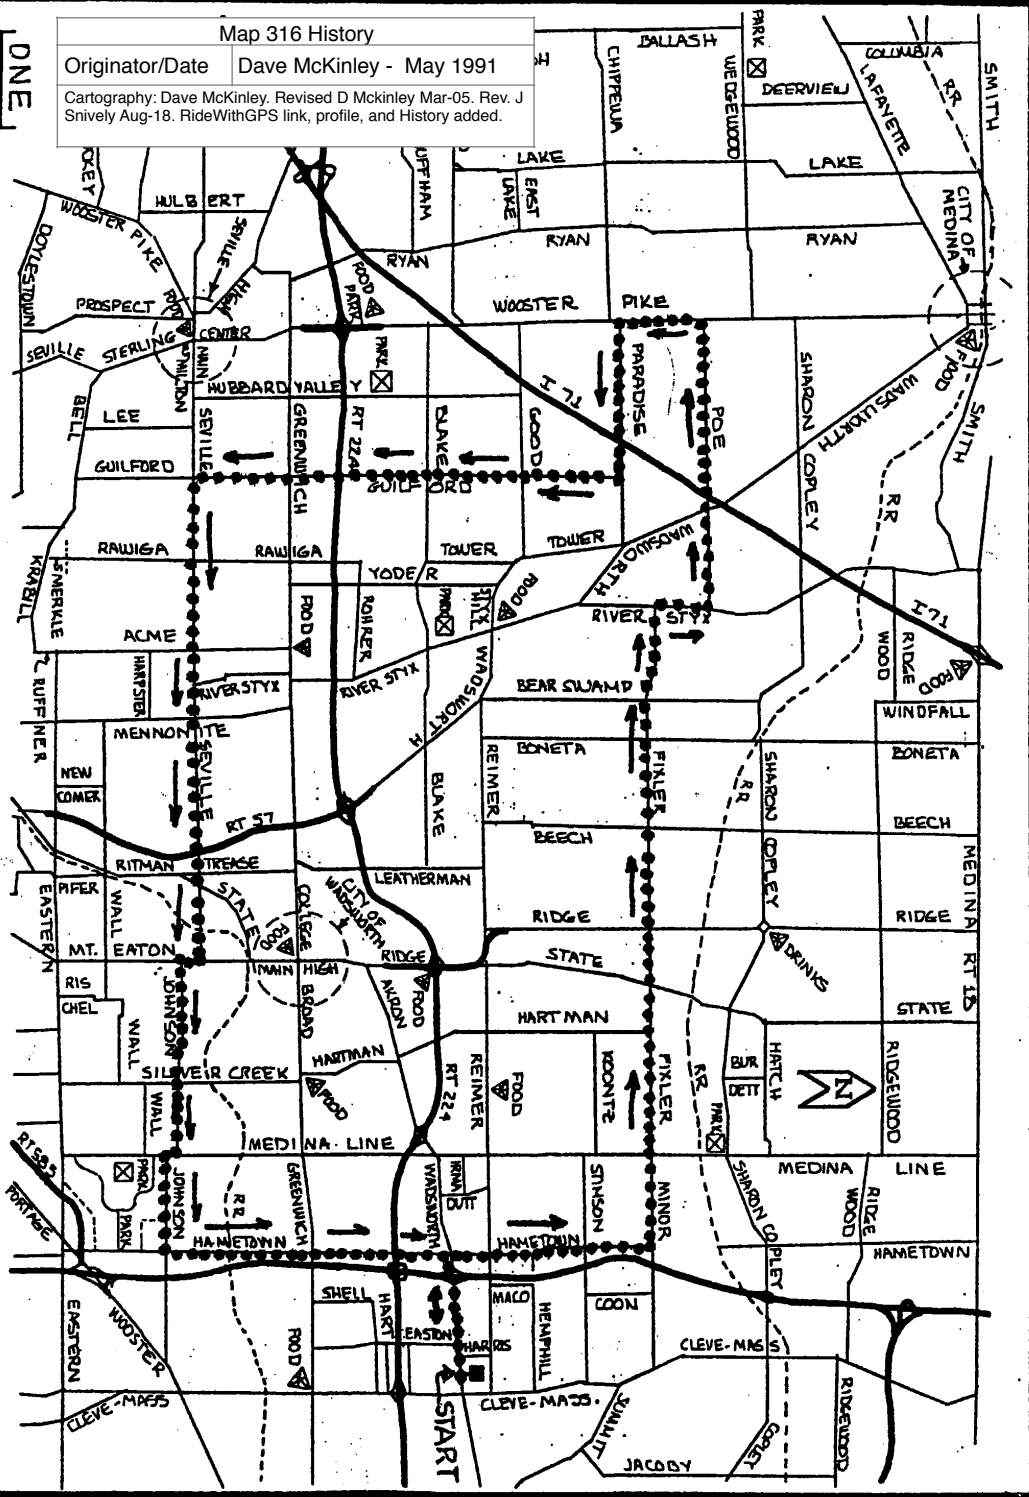 Map 316 History
Originator/Date
Dave McKinley - May 1991
Cartography: Dave McKinley. Revised D Mckinley Mar-05. Rev. J
Snively Aug-18. RideWithGPS link, profile, and History added.
BALLASH
PARK
COLUMBIA
CHIPPEWA
WEDGEWOOD
DEERVIEW
LAFAYETTE
RR
SMITH
LAKE
LAKE
EAST
LAKE
HULBERT
WOOSTER PIKE
DOYLESTOWN
SEVILLE
HIGH
RYAN
RYAN
RYAN
CITY OF
MEDINA
FOOD
PARK
PROSPECT
FOOD
WOOSTER PIKE
SEVILLE
STERLING
CENTER
MAIN
MILTON
PARK
HUBBARD VALLEY
I 71
PARADISE
POE
SHARON COPLEY
WADSWORTH
FOOD
SMITH
BELL
LEE
SEVILLE
GREENWICH
RT 224
BLAKE
GOOD
GUILFORD
GUILFORD
RR
RAWIGA
RAWIGA
TOWER
TOWER
WADSWORTH
KRABILL
MERKLE
YODER
FOOD
ROHRER
STYX
HILL
PARK
FOOD
RIVER STYX
I 71
ACME
HARPSTER
RIVER STYX
RIVER STYX
WADSWORTH
BEAR SWAMP
RIDGE
WOOD
FOOD
RUFFNER
MENNONITE
SEVILLE
WINDFALL
BONETA
BONETA
NEW
COMER
REIMER
FIXLER
SHARON COPLEY
RR
BLAKE
RT 57
BEECH
BEECH
RITMAN
TREASE
PIFER
LEATHERMAN
EASTERN
WALL
STATE
FOOD
COLLEGE
CITY OF
WADSWORTH
RIDGE
RIDGE
MEDINA
RT 18
MT. EATON
MAIN
HIGH
RIDGE
FOOD
STATE
DRINKS
RIS
CHEL
JOHNSON
BROAD
AKRON
HARTMAN
STATE
WALL
HARTMAN
SILVER CREEK
FOOD
RT 224
REIMER
FOOD
KOONTZ
FIXLER
RR
BUR
DETT
HATCH
N
RIDGEWOOD
WALL
PARK
MEDINA LINE
MEDINA LINE
RT 585
PORTAGE
PARK
PARK
JOHNSON
RR
GREENWICH
WADSWORTH
STINSON
MINOR
SHARON COPLEY
RIDGE
WOOD
HAMETOWN
HAMETOWN
HAMETOWN
EASTERN
WOOSTER
SHELL
HART
EASTON
HARRIS
MACO
HEMPHILL
COON
CLEVE-MASS
FOOD
CLEVE-MASS
CLEVE-MASS.
START
SUMMIT
JACOBY
COPLEY
RIDGEWOOD